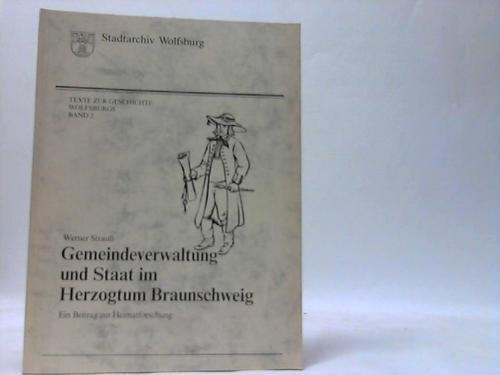 Stadtarchiv Wolfsburg
TEXTE ZUR GESCHICHTE
WOLFSBURGS
BAND 2
Werner Strauß
Gemeindeverwaltung
und Staat im
Herzogtum Braunschweig
Ein Beitrag zur Heimatforschung